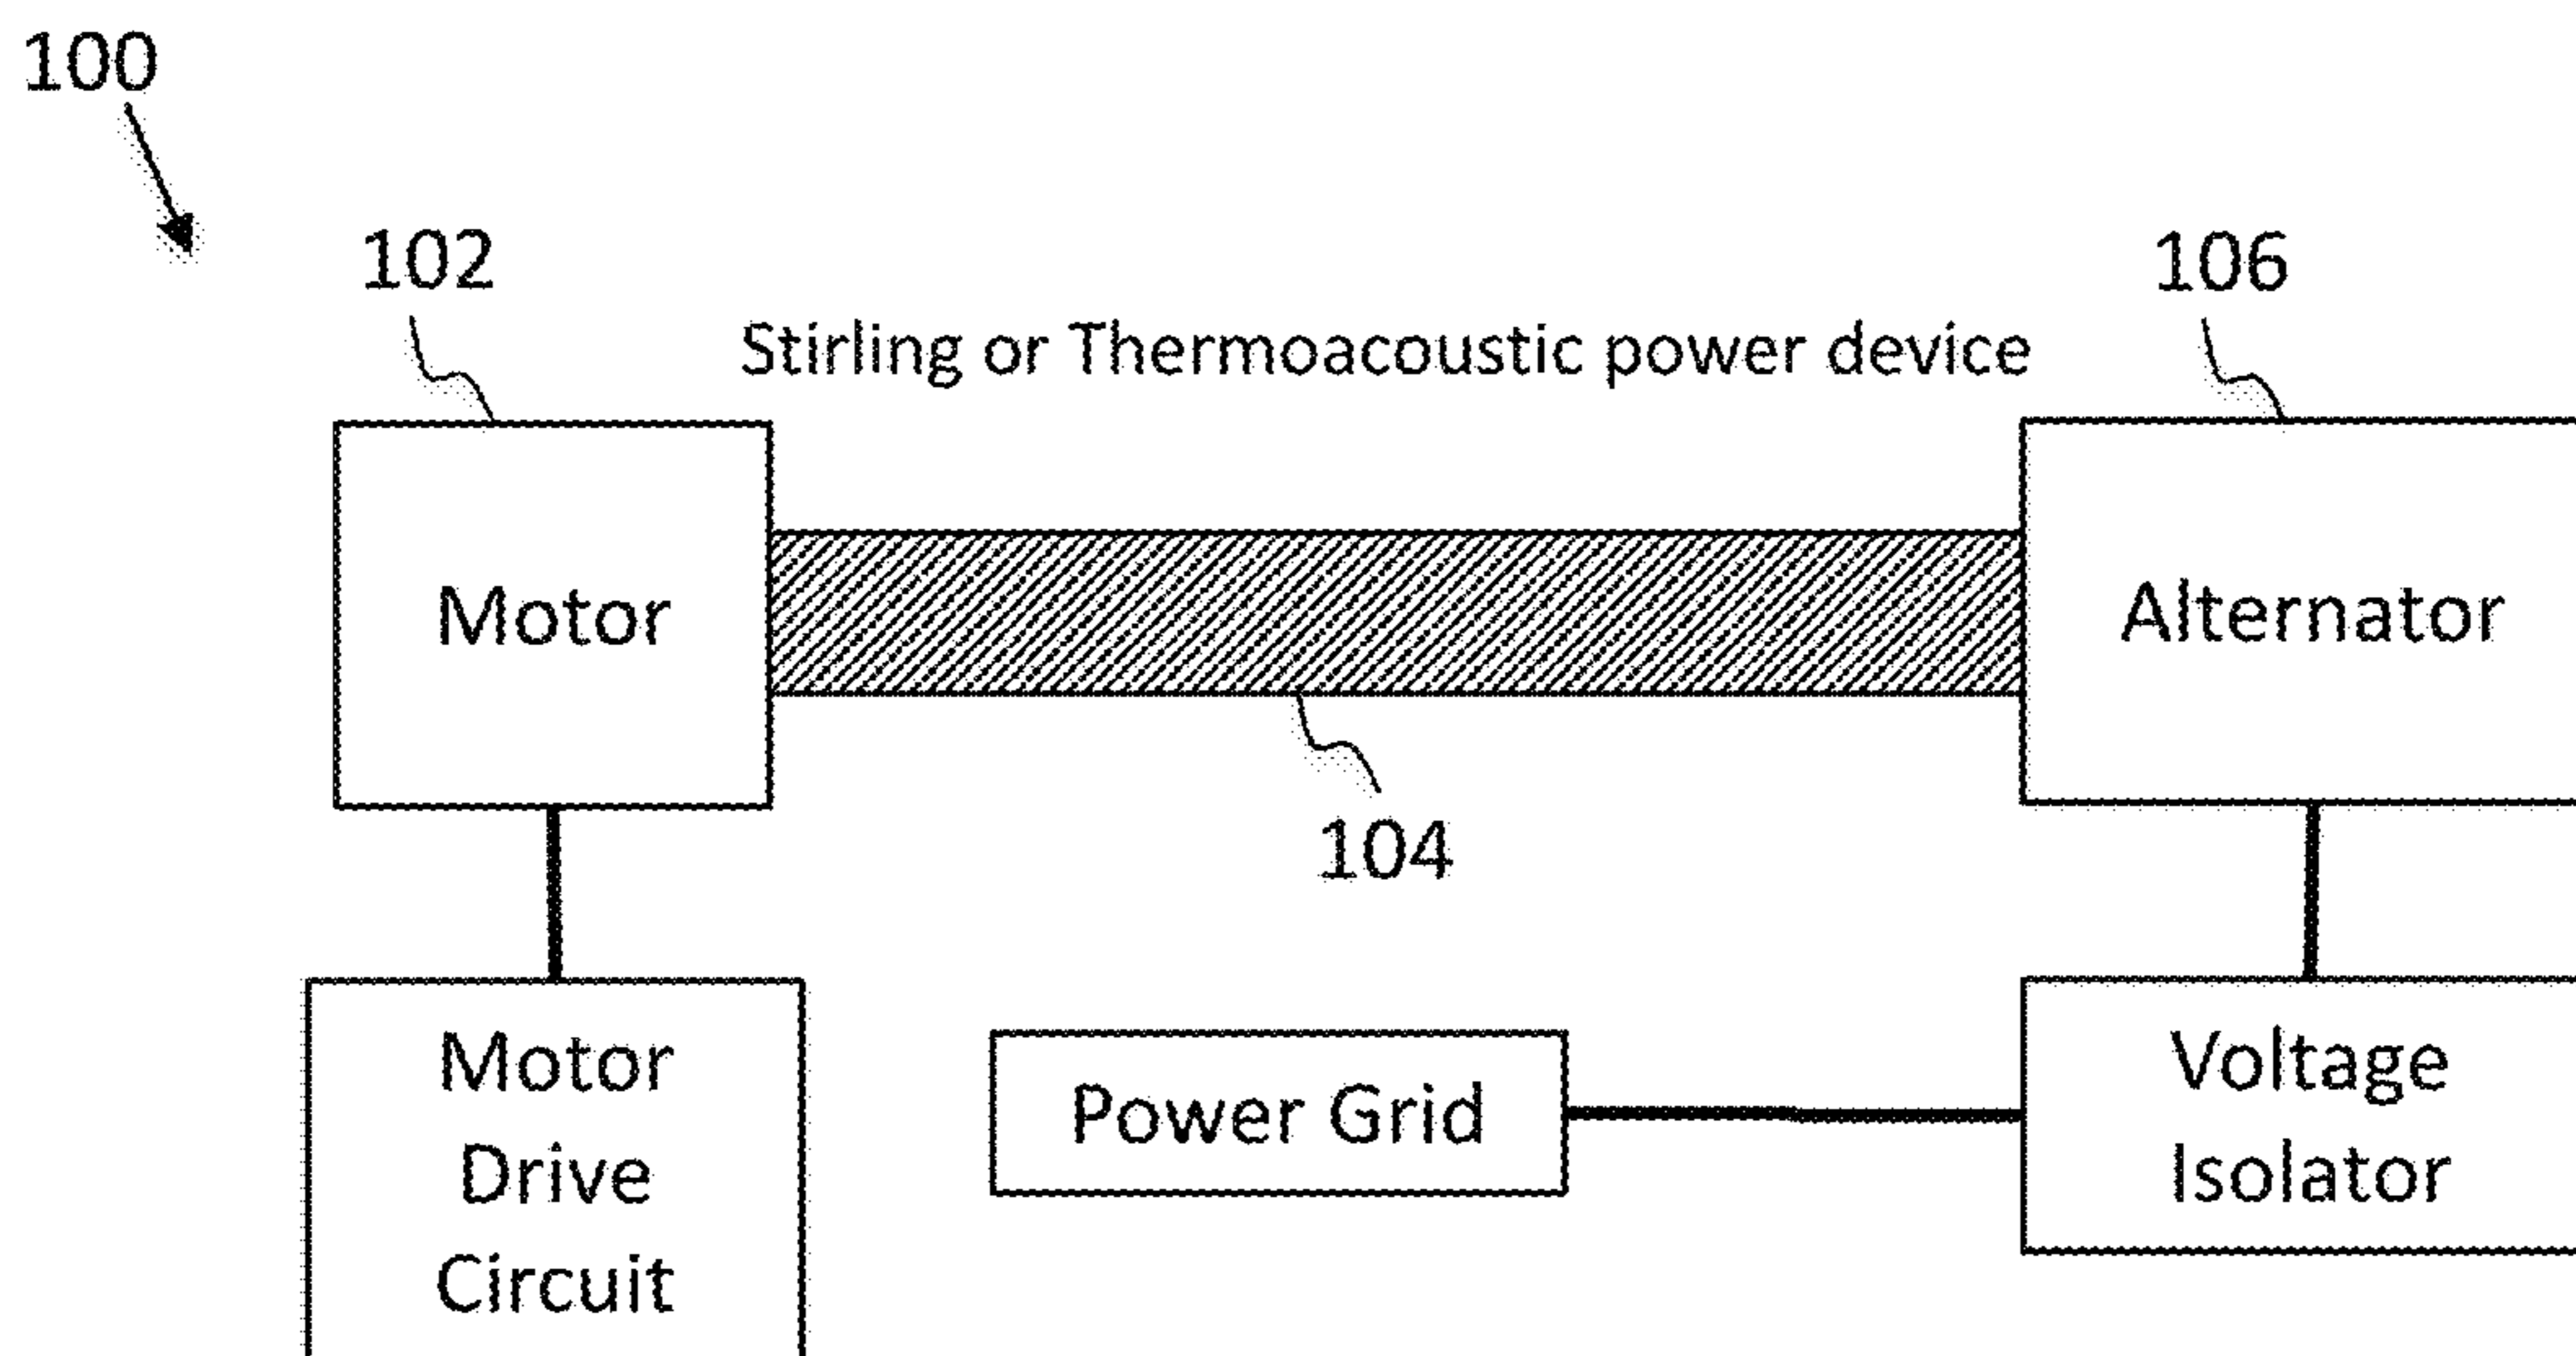 100
102
106
Stirling or Thermoacoustic power device
Motor
Alternator
104
Motor
Drive
Circuit
Power Grid
Voltage
Isolator